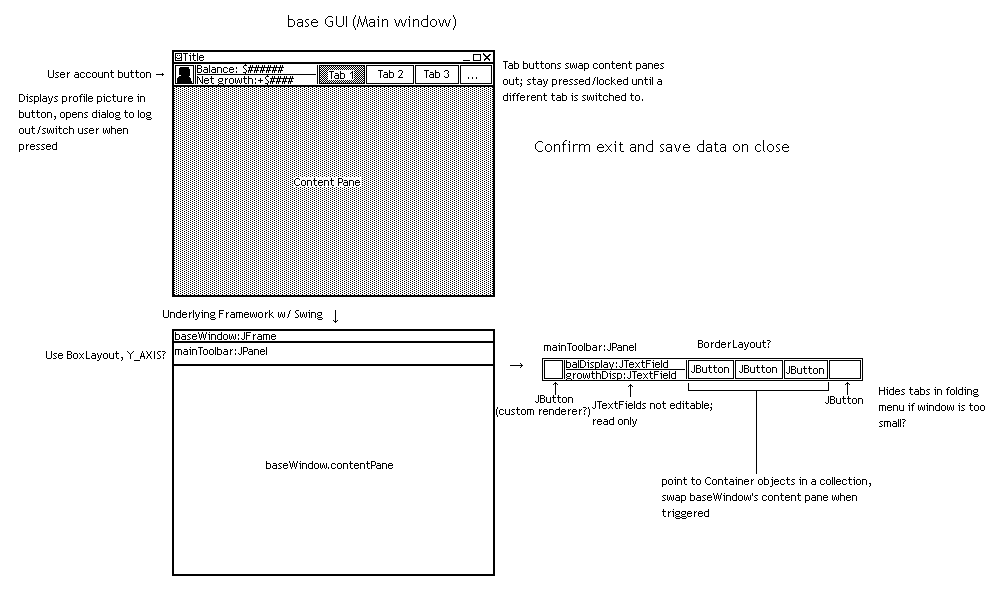 base GUI (Main window)
Title
User account button →
Balance: $######
Net growth:+$####
Tab 1
Tab 2
Tab 3
...
Displays profile picture in
button, opens dialog to log
out/switch user when
pressed
Tab buttons swap content panes
out; stay pressed/locked until a
different tab is switched to.
Confirm exit and save data on close
Content Pane
Underlying Framework w/ Swing ↓
Use BoxLayout, Y_AXIS?
baseWindow:JFrame
mainToolbar:JPanel
baseWindow.contentPane
→
mainToolbar:JPanel
BorderLayout?
balDisplay:JTextField
growthDisp:JTextField
JButton
JButton
JButton
JButton
(custom renderer?)
JTextFields not editable;
read only
JButton
Hides tabs in folding
menu if window is too
small?
point to Container objects in a collection,
swap baseWindow's content pane when
triggered